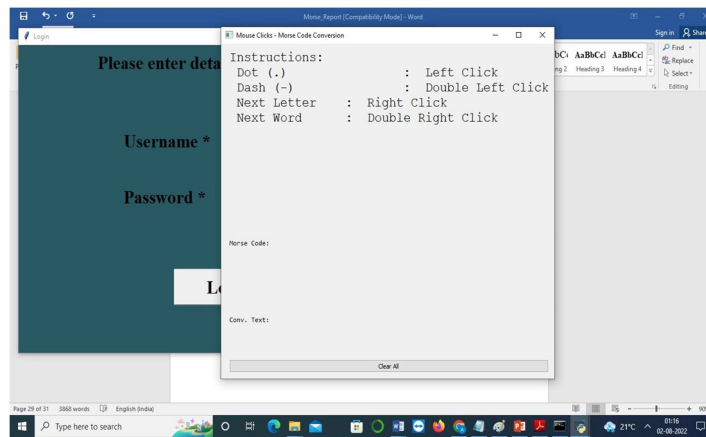 Morse_Report [Compatibility Mode] - Word
Sign in Share
Login
Please enter deta
Username *
Password *
Lo
Mouse Clicks - Morse Code Conversion
Instructions:
Dot (.) : Left Click
Dash (-) : Double Left Click
Next Letter : Right Click
Next Word : Double Right Click
Morse Code:
Conv. Text:
Clear All
AaBbCcl AaBbCcl
ng 2 Heading 3 Heading 4
Find
Replace
Select
Editing
Page 29 of 31 3868 words English (India)
90%
Type here to search
21°C
01:16
02-08-2022